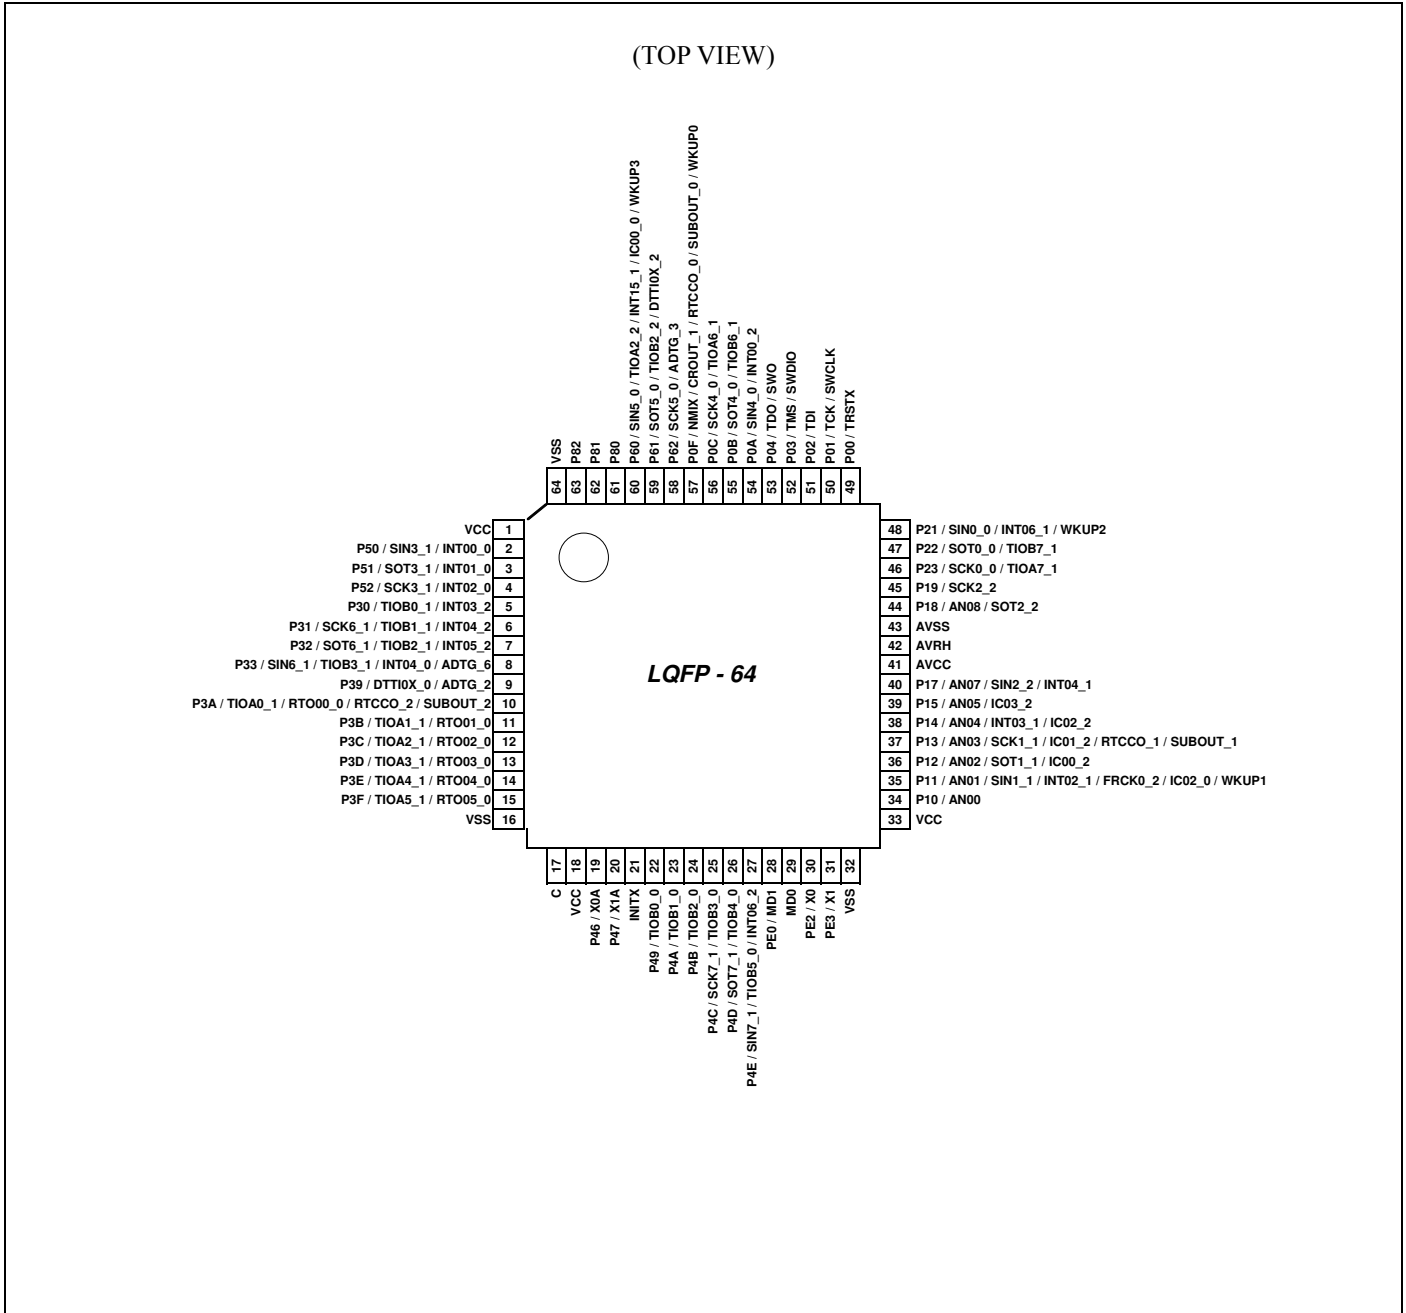 (TOP VIEW)
VSS
P82
P81
P80
P60 / SIN5_0 / TIOA2_2 / INT15_1 / IC00_0 / WKUP3
P61 / SOT5_0 / TIOB2_2 / DTTI0X_2
P62 / SCK5_0 / ADTG_3
P0F / NMIX / CROUT_1 / RTCCO_0 / SUBOUT_0 / WKUP0
P0C / SCK4_0 / TIOA6_1
P0B / SOT4_0 / TIOB6_1
P0A / SIN4_0 / INT00_2
P04 / TDO / SWO
P03 / TMS / SWDIO
P02 / TDI
P01 / TCK / SWCLK
P00 / TRSTX
64
63
62
61
60
59
58
57
56
55
54
53
52
51
50
49
VCC 1
P50 / SIN3_1 / INT00_0 2
P51 / SOT3_1 / INT01_0 3
P52 / SCK3_1 / INT02_0 4
P30 / TIOB0_1 / INT03_2 5
P31 / SCK6_1 / TIOB1_1 / INT04_2 6
P32 / SOT6_1 / TIOB2_1 / INT05_2 7
P33 / SIN6_1 / TIOB3_1 / INT04_0 / ADTG_6 8
P39 / DTTI0X_0 / ADTG_2 9
P3A / TIOA0_1 / RTO00_0 / RTCCO_2 / SUBOUT_2 10
P3B / TIOA1_1 / RTO01_0 11
P3C / TIOA2_1 / RTO02_0 12
P3D / TIOA3_1 / RTO03_0 13
P3E / TIOA4_1 / RTO04_0 14
P3F / TIOA5_1 / RTO05_0 15
VSS 16
LQFP - 64
48 P21 / SIN0_0 / INT06_1 / WKUP2
47 P22 / SOT0_0 / TIOB7_1
46 P23 / SCK0_0 / TIOA7_1
45 P19 / SCK2_2
44 P18 / AN08 / SOT2_2
43 AVSS
42 AVRH
41 AVCC
40 P17 / AN07 / SIN2_2 / INT04_1
39 P15 / AN05 / IC03_2
38 P14 / AN04 / INT03_1 / IC02_2
37 P13 / AN03 / SCK1_1 / IC01_2 / RTCCO_1 / SUBOUT_1
36 P12 / AN02 / SOT1_1 / IC00_2
35 P11 / AN01 / SIN1_1 / INT02_1 / FRCK0_2 / IC02_0 / WKUP1
34 P10 / AN00
33 VCC
17
18
19
20
21
22
23
24
25
26
27
28
29
30
31
32
C
VCC
P46 / X0A
P47 / X1A
INITX
P49 / TIOB0_0
P4A / TIOB1_0
P4B / TIOB2_0
P4C / SCK7_1 / TIOB3_0
P4D / SOT7_1 / TIOB4_0
P4E / SIN7_1 / TIOB5_0 / INT06_2
PE0 / MD1
MD0
PE2 / X0
PE3 / X1
VSS